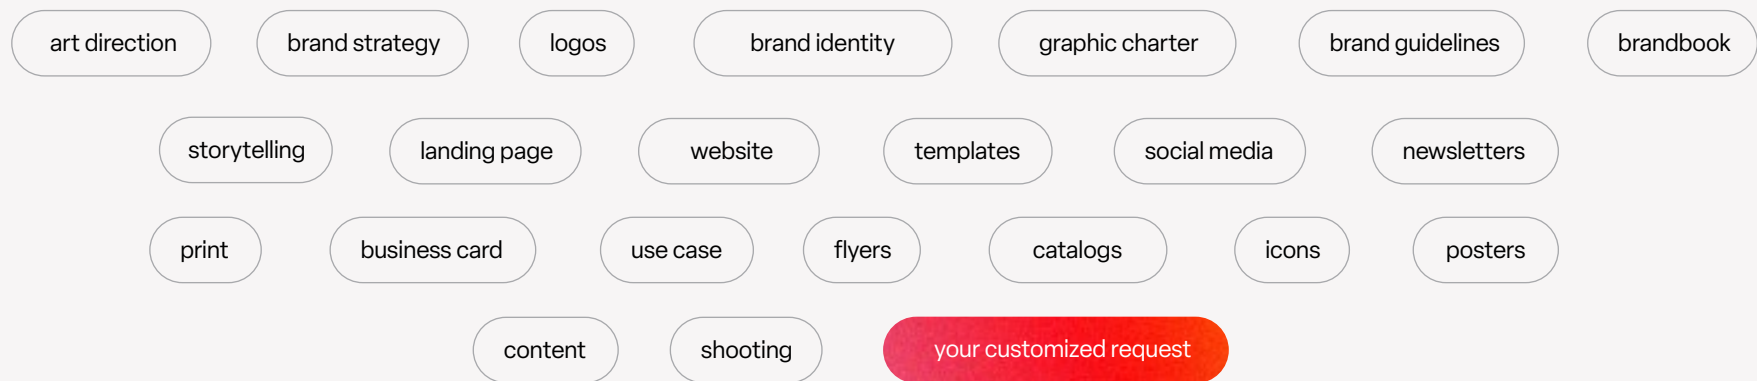 art direction brand strategy logos brand identity graphic charter brand guidelines brandbook
storytelling landing page website templates social media newsletters
print business card use case flyers catalogs icons posters
content shooting your customized request